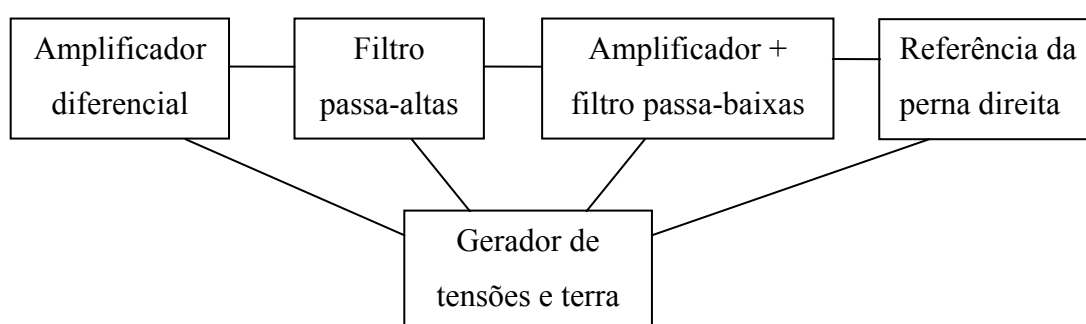 Amplificador
diferencial
Filtro
passa-altas
Amplificador +
filtro passa-baixas
Referência da
perna direita
Gerador de
tensões e terra